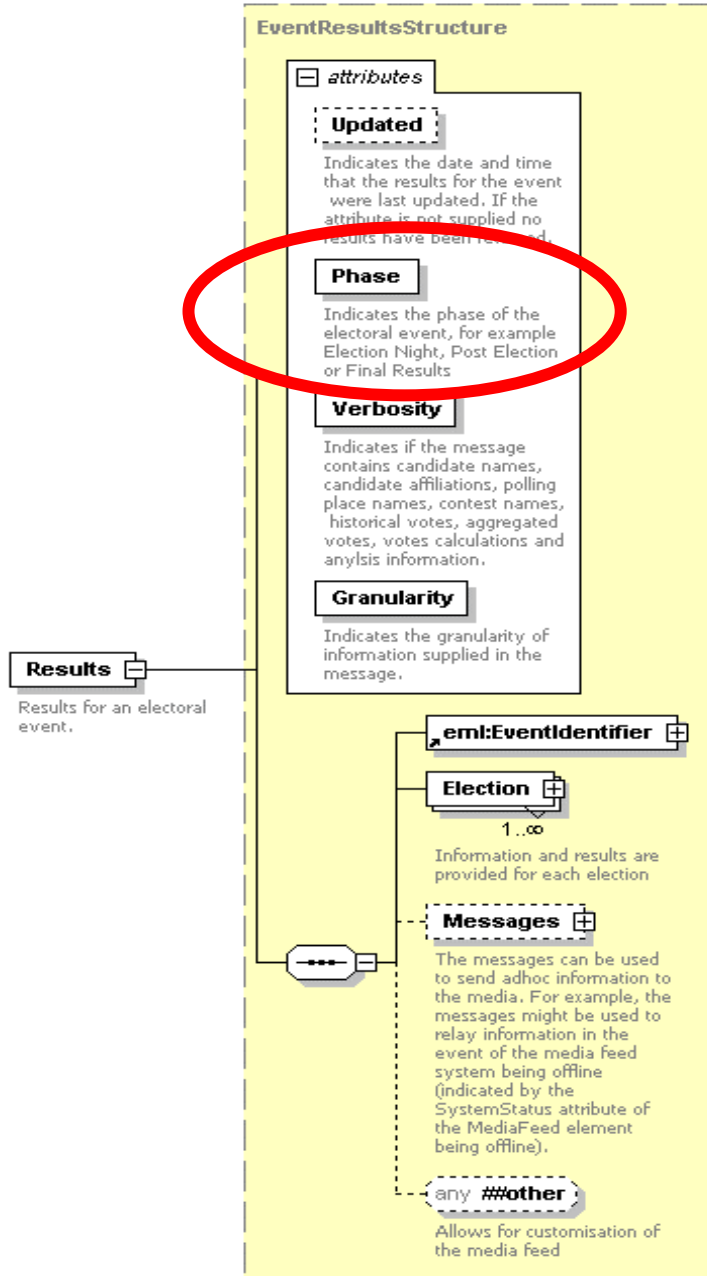 EventResultsStructure
attributes
Updated
Indicates the date and time
that the results for the event
were last updated. If the
attribute is not supplied no
results have been
Phase
Indicates the phase of the
electoral event, for example
Election Night, Post Election
or Final Results
Verbosity
Indicates if the message
contains candidate names,
candidate affiliations, polling
place names, contest names,
historical votes, aggregated
votes, votes calculations and
anylsis information.
Granularity
Indicates the granularity of
information supplied in the
message.
Results
Results for an electoral
event.
eml:EventIdentifier
Election
1..∞
Information and results are
provided for each election
Messages
The messages can be used
to send adhoc information to
the media. For example, the
messages might be used to
relay information in the
event of the media feed
system being offline
(indicated by the
SystemStatus attribute of
the MediaFeed element
being offline).
any ##other
Allows for customisation of
the media feed